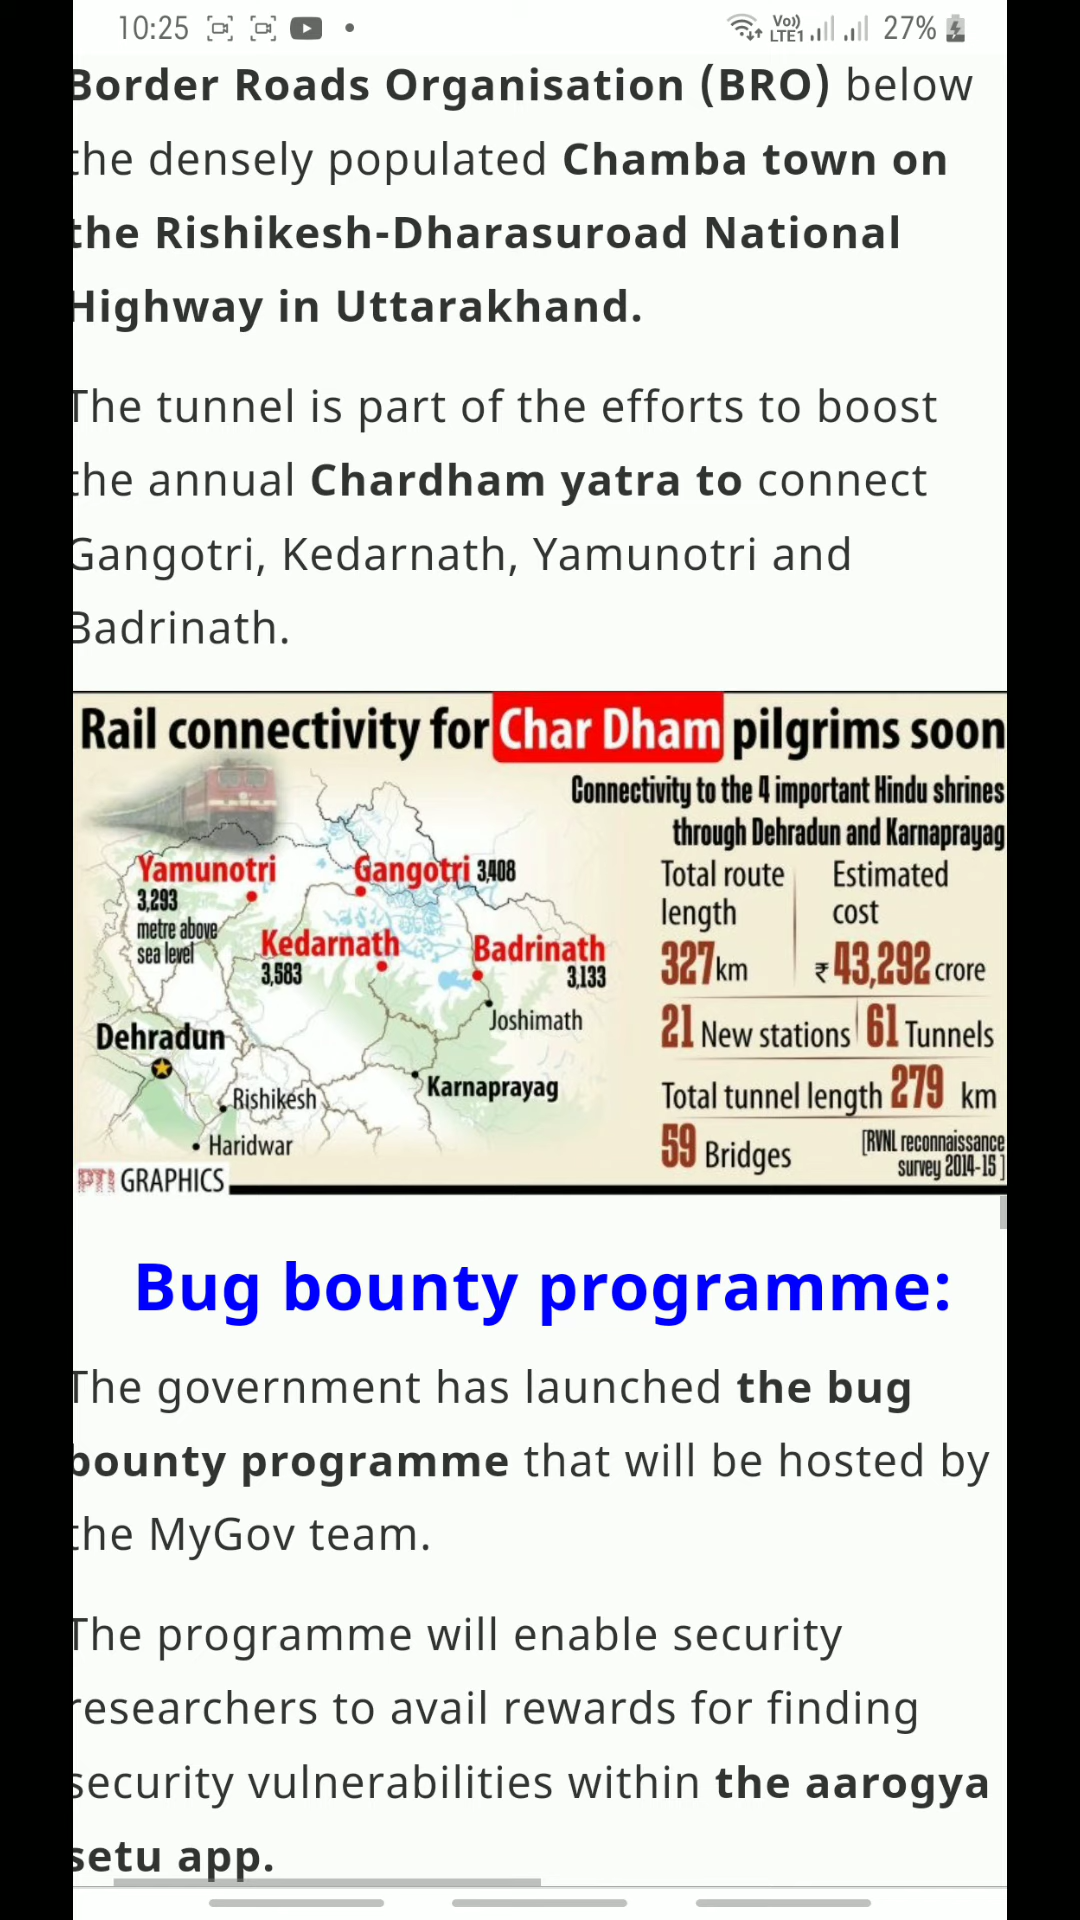 10:25
Vo))
LTE1
27%
Border Roads Organisation (BRO) below
the densely populated Chamba town on
the Rishikesh-Dharasuroad National
Highway in Uttarakhand.
The tunnel is part of the efforts to boost
the annual Chardham yatra to connect
Gangotri, Kedarnath, Yamunotri and
Badrinath.
Rail connectivity for Char Dham pilgrims soon
Connectivity to the 4 important Hindu shrines
through Dehradun and Karnaprayag
Yamunotri
3,293
metre above
sea level
Gangotri 3,408
Kedarnath
3,583
Badrinath
3,133
Joshimath
Dehradun
Karnaprayag
Rishikesh
Haridwar
Total route
length
327km
Estimated
cost
₹43,292 crore
21 New stations
61 Tunnels
Total tunnel length 279 km
59 Bridges
[RVNL reconnaissance
survey 2014-15]
PTI GRAPHICS
Bug bounty programme:
The government has launched the bug
bounty programme that will be hosted by
the MyGov team.
The programme will enable security
researchers to avail rewards for finding
security vulnerabilities within the aarogya
setu app.